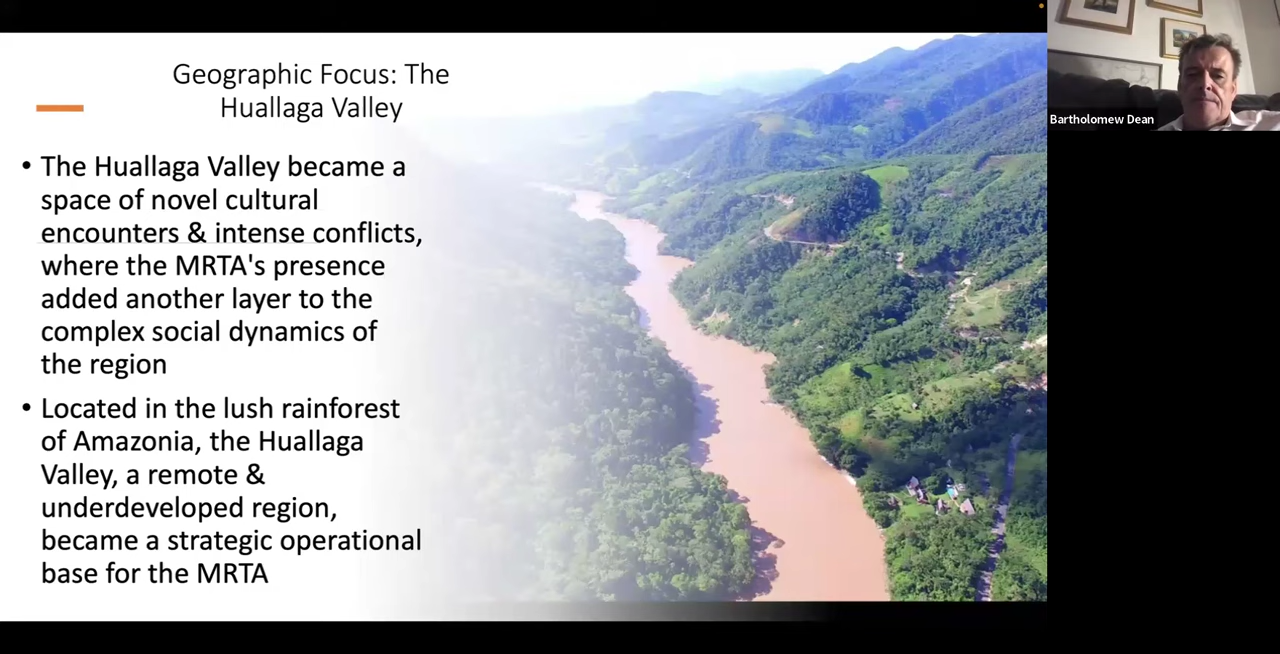 Geographic Focus: The
Huallaga Valley
• The Huallaga Valley became a
space of novel cultural
encounters & intense conflicts,
where the MRTA's presence
added another layer to the
complex social dynamics of
the region
• Located in the lush rainforest
of Amazonia, the Huallaga
Valley, a remote &
underdeveloped region,
became a strategic operational
base for the MRTA
Bartholomew Dean